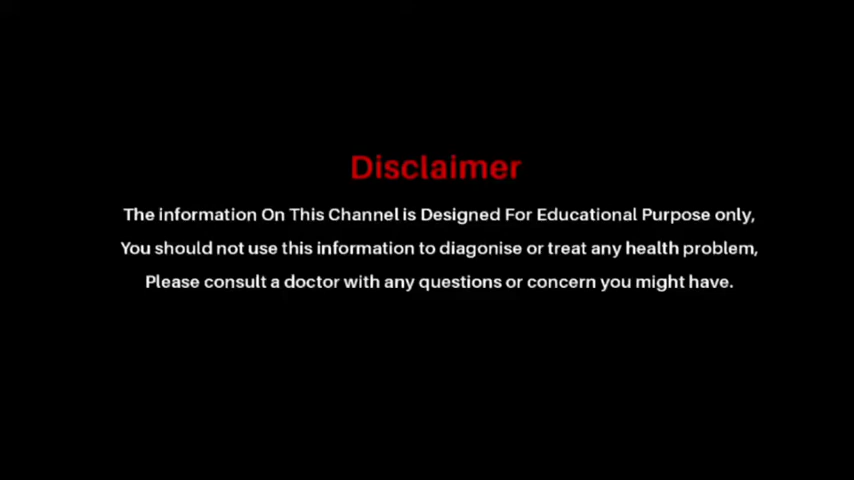 Disclaimer
The information On This Channel is Designed For Educational Purpose only,
You should not use this information to diagonise or treat any health problem,
Please consult a doctor with any questions or concern you might have.